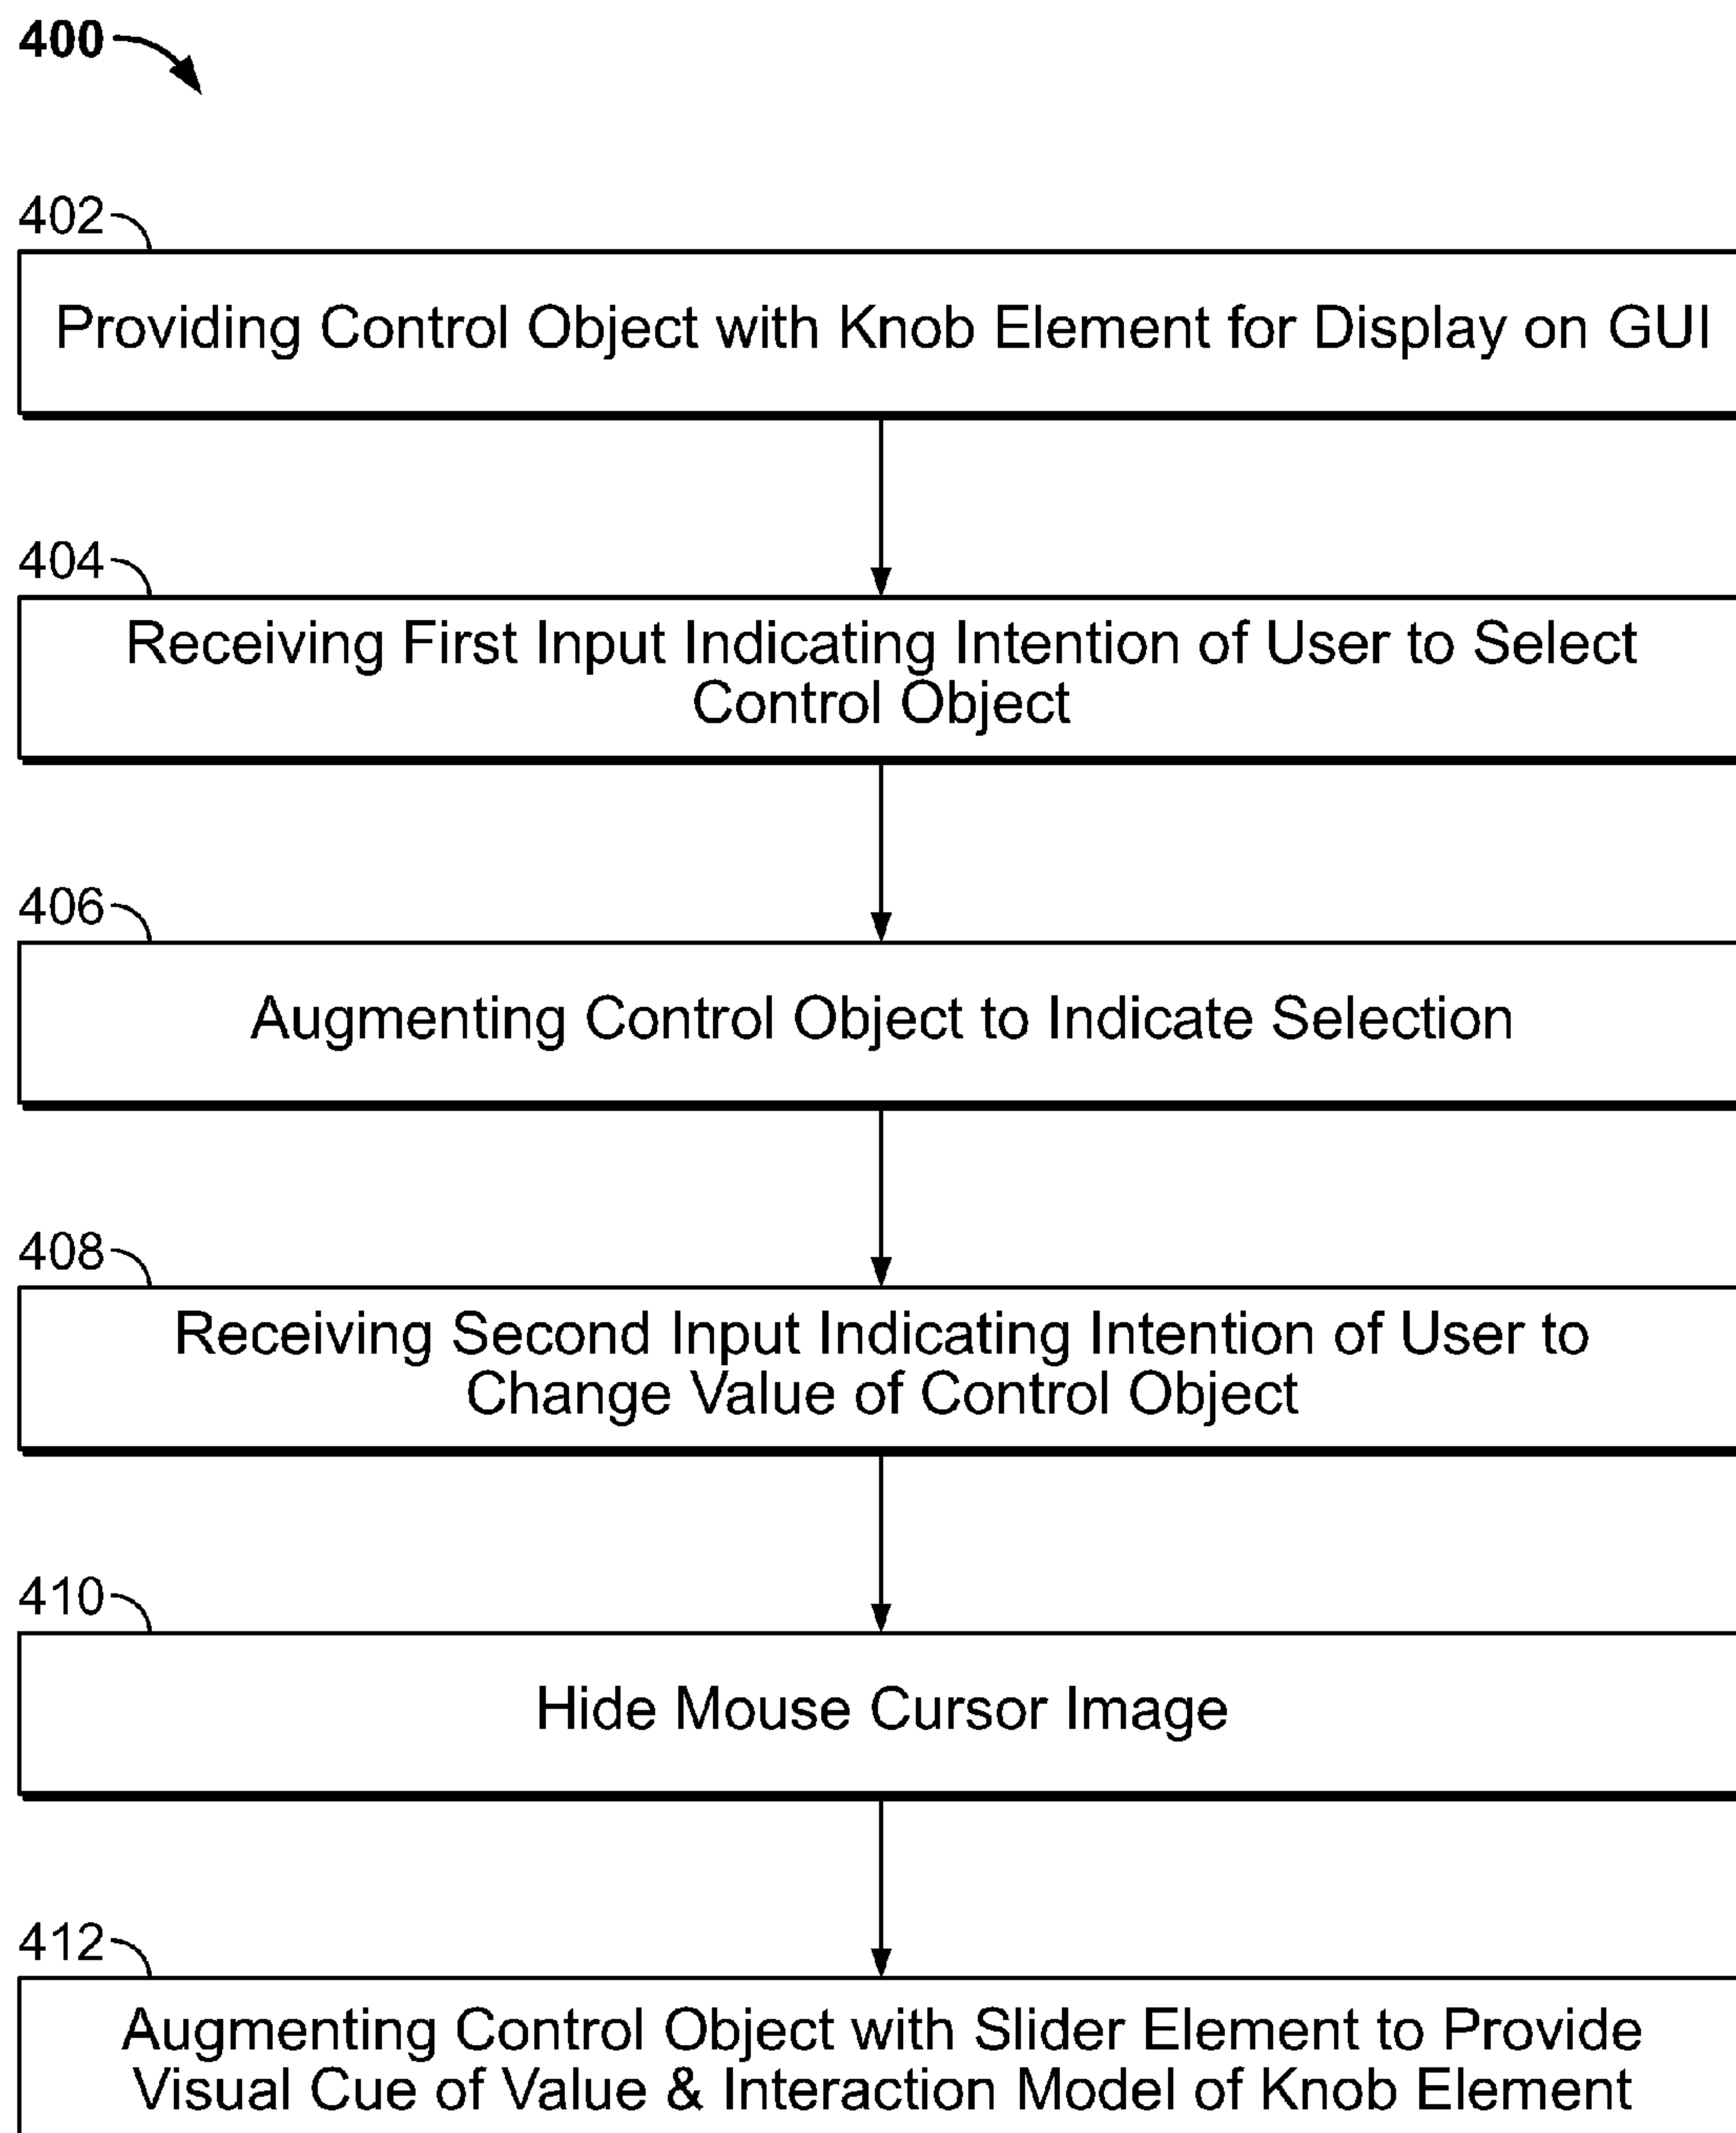 400
402
Providing Control Object with Knob Element for Display on GUI
404
Receiving First Input Indicating Intention of User to Select
Control Object
406
Augmenting Control Object to Indicate Selection
408
Receiving Second Input Indicating Intention of User to
Change Value of Control Object
410
Hide Mouse Cursor Image
412
Augmenting Control Object with Slider Element to Provide
Visual Cue of Value & Interaction Model of Knob Element